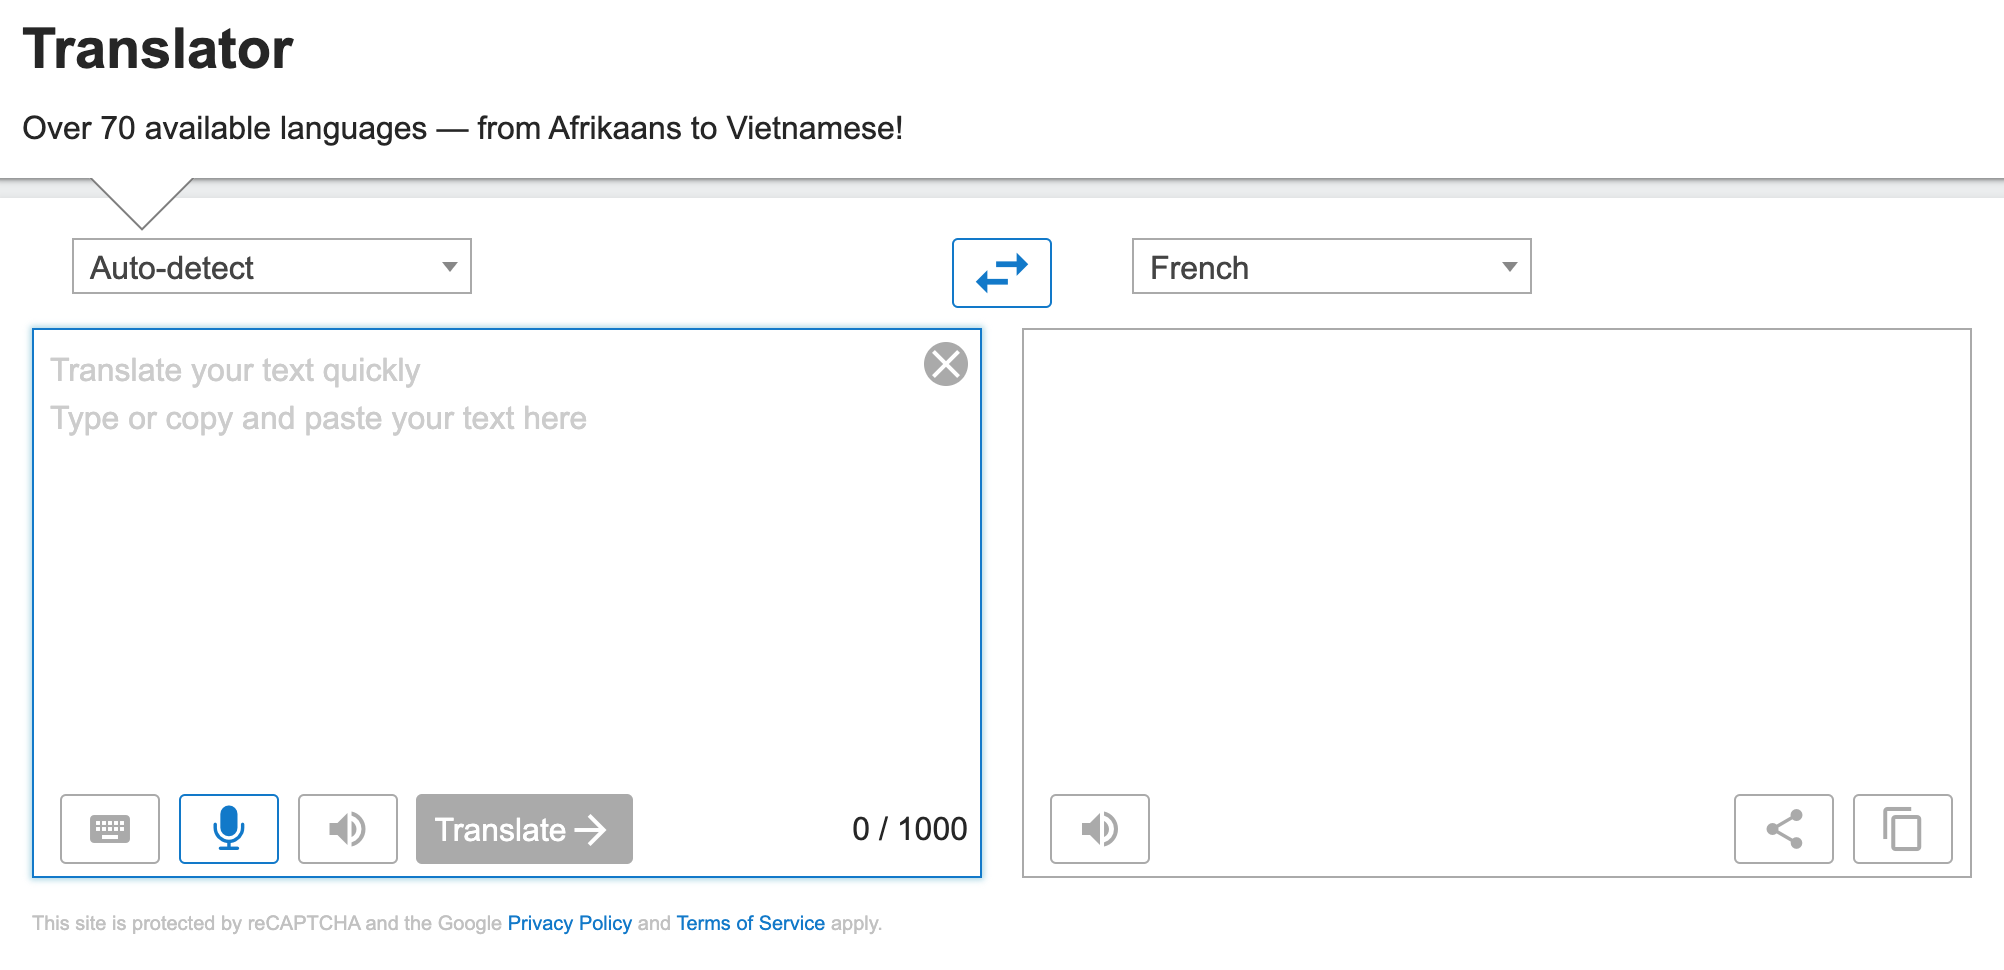 Translator
Over 70 available languages — from Afrikaans to Vietnamese!
Auto-detect
French
Translate your text quickly
Type or copy and paste your text here
Translate
0 / 1000
This site is protected by reCAPTCHA and the Google Privacy Policy and Terms of Service apply.